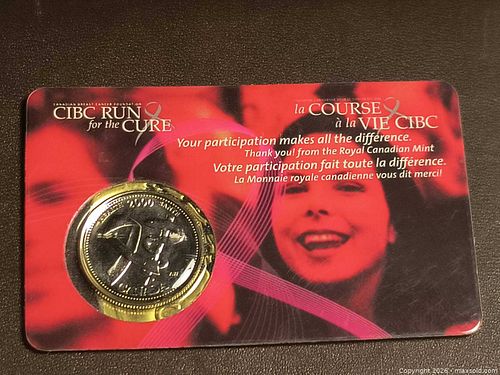 CANADIAN BREAST CANCER FOUNDATION
CIBC RUN
for the CURE
la COURSE
à la VIE CIBC
Your participation makes all the difference.
Thank you! from the Royal Canadian Mint
Votre participation fait toute la différence.
La Monnaie royale canadienne vous dit merci!
2000
Copyright 2026 • maxsold.com